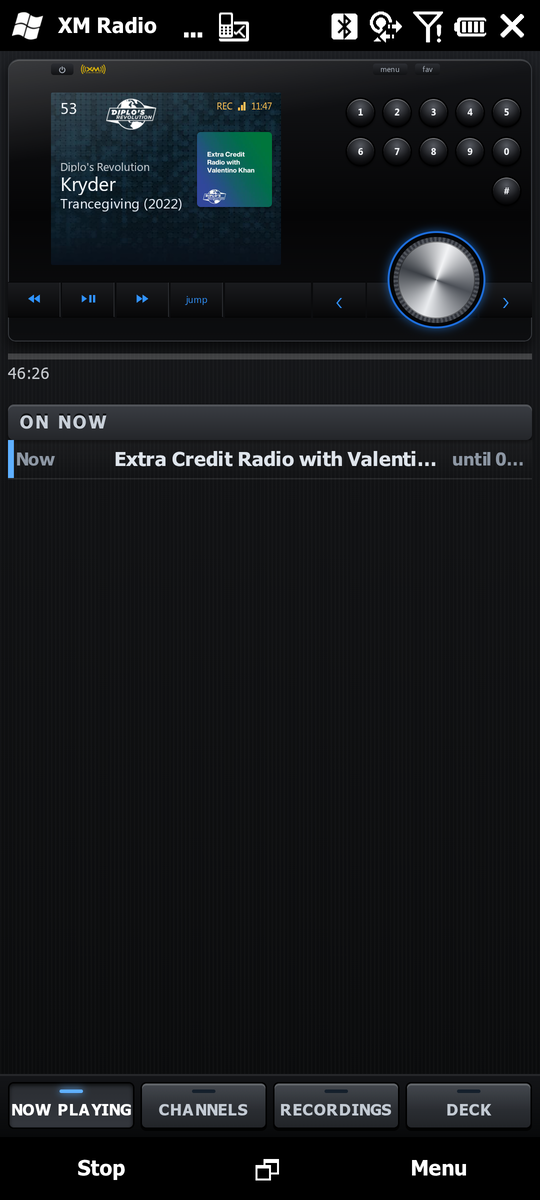 XM Radio ...
XM
menu fav
53
DIPLO'S
REVOLUTION
REC 11:47
1 2 3 4 5
6 7 8 9 0
#
Extra Credit
Radio with
Valentino Khan
Diplo's Revolution
Kryder
Trancegiving (2022)
jump
46:26
ON NOW
Now Extra Credit Radio with Valenti... until 0...
NOW PLAYING CHANNELS RECORDINGS DECK
Stop Menu